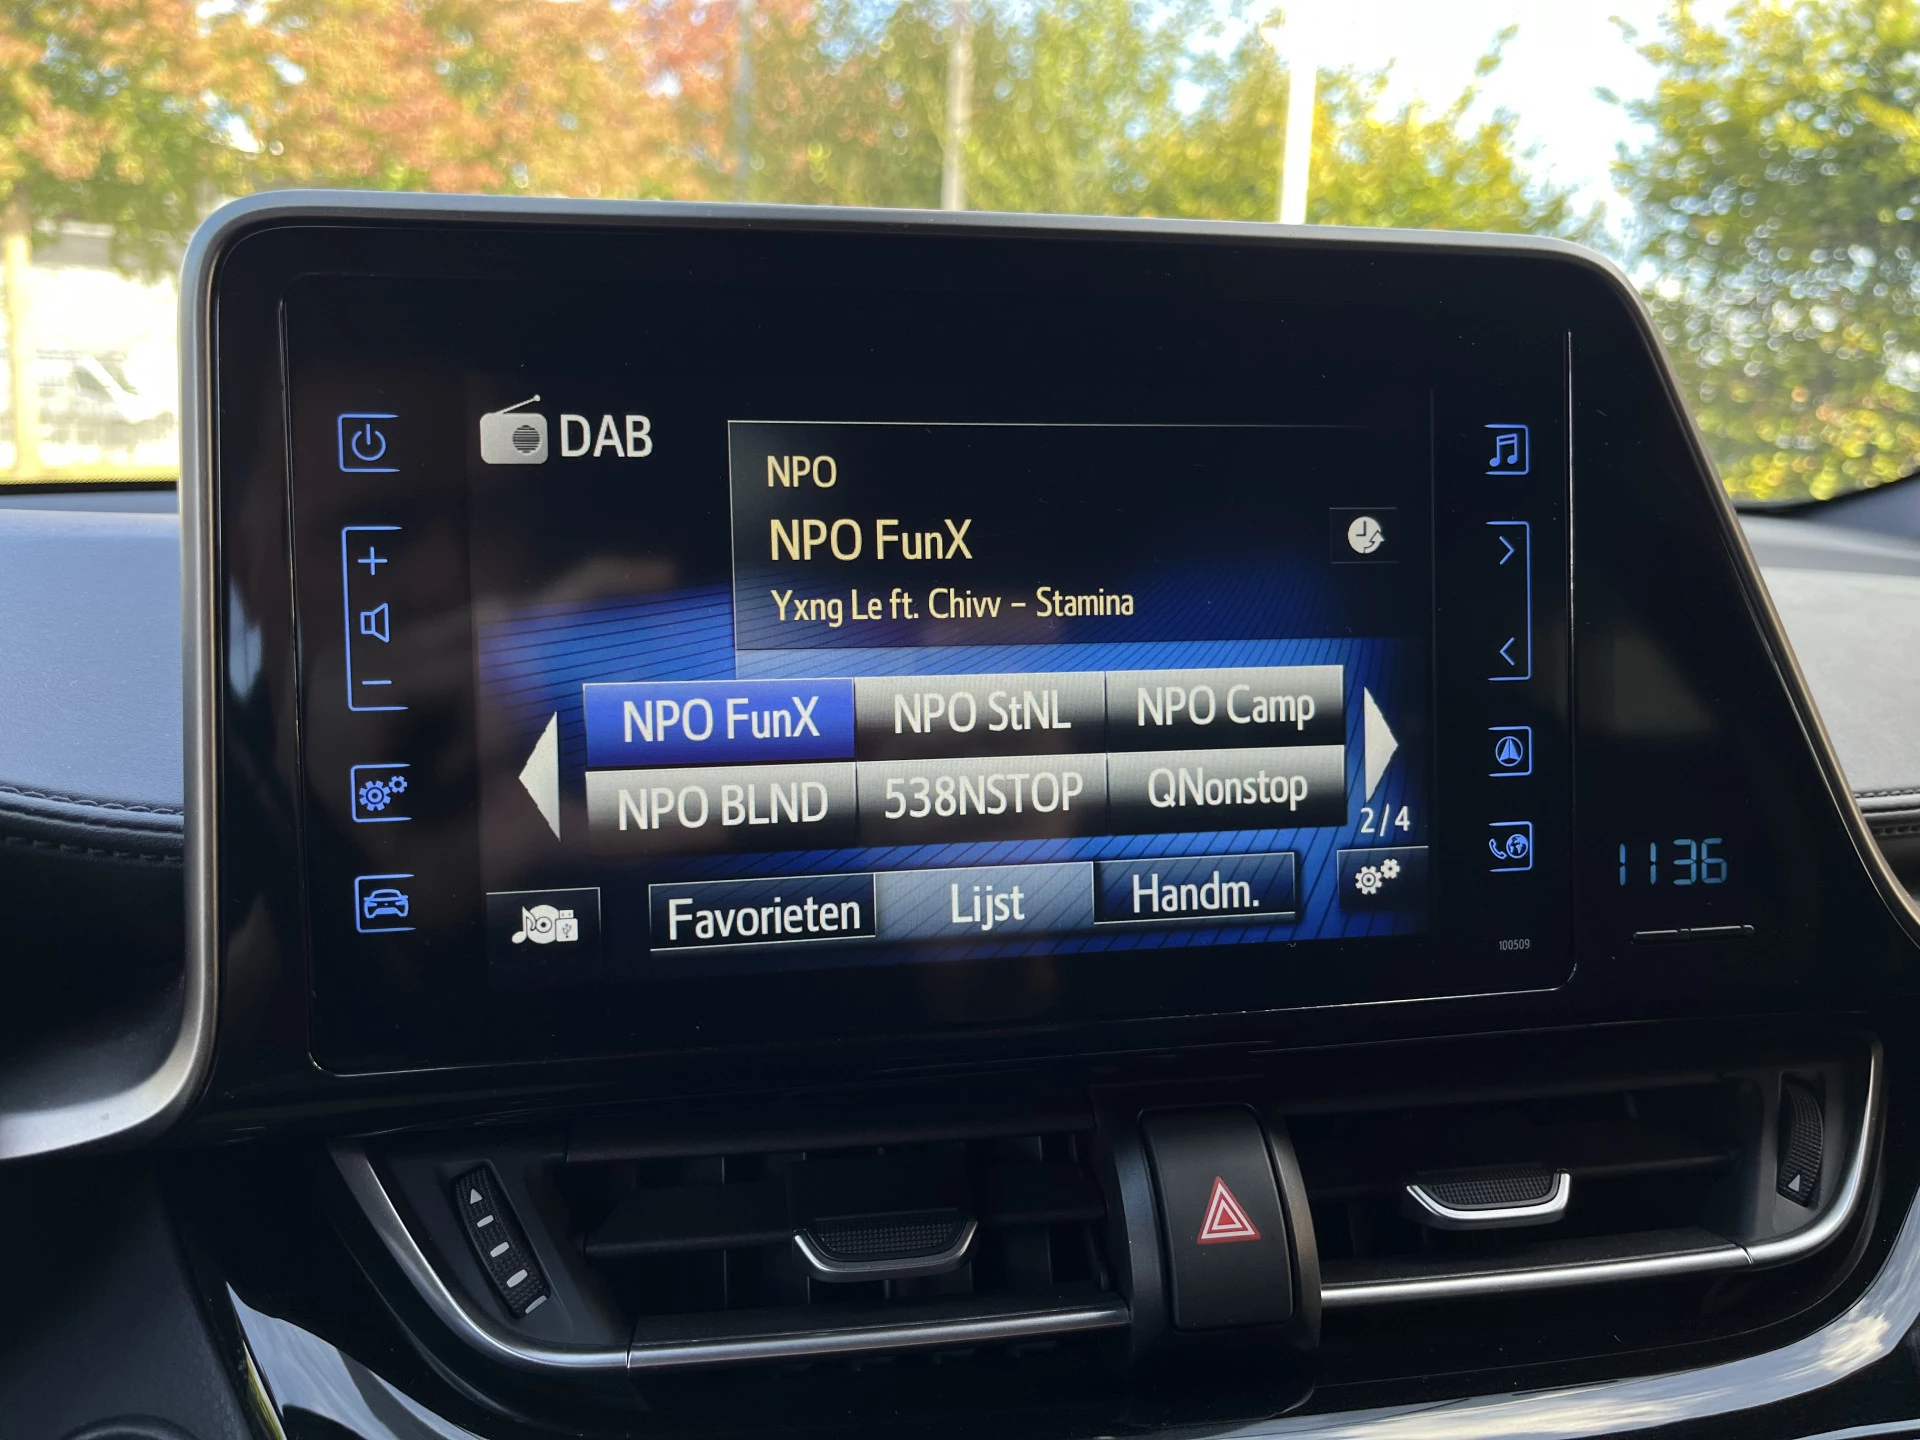 DAB
NPO
NPO FunX
Yxng Le ft. Chivv – Stamina
NPO FunX
NPO StNL
NPO Camp
NPO BLND
538NSTOP
QNonstop
2/4
Favorieten
Lijst
Handm.
100509
11 36